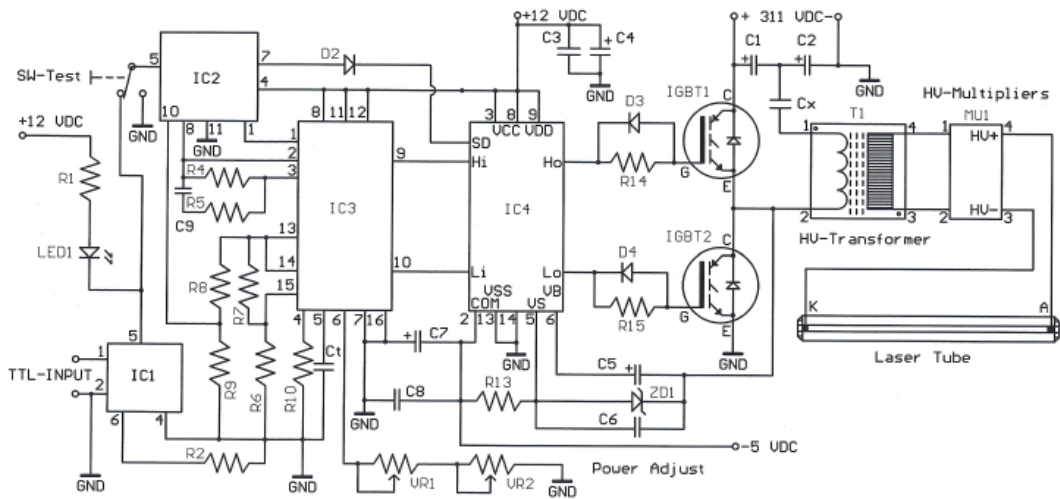 +12 VDC
+ 311 VDC-
C3
+ C4
C1
C2
+
+
5
7
D2
SW-Test
IC2
4
GND
GND
IGBT1
C
Cx
HV-Multipliers
T1
MU1
10
8
11
1
GND
GND
8
11
12
3
8
9
VCC
VDD
D3
1
4
1
4
HV+
+12 VDC
1
2
3
9
SD
Hi
Ho
R14
G
E
R1
R4
R5
C9
IC3
IC4
2
3
2
HV-
HV-Transformer
IGBT2
C
LED1
13
14
15
10
Li
Lo
D4
VSS
COM
VS
VB
R15
G
E
R8
R7
4
5
6
7
16
2
13
14
5
6
K
A
GND
GND
Laser Tube
5
1
TTL-INPUT
2
IC1
6
4
R9
R6
R10
Ct
+
C7
C8
R13
C5
+
ZD1
C6
GND
-5 VDC
R2
GND
GND
VR1
VR2
GND
Power Adjust